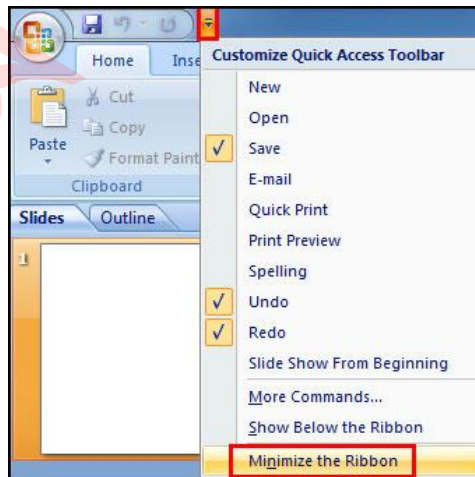 Home Inse
Customize Quick Access Toolbar
Cut
Copy
Format Paint
Paste
Clipboard
Slides Outline
1
New
Open
Save
E-mail
Quick Print
Print Preview
Spelling
Undo
Redo
Slide Show From Beginning
More Commands...
Show Below the Ribbon
Minimize the Ribbon